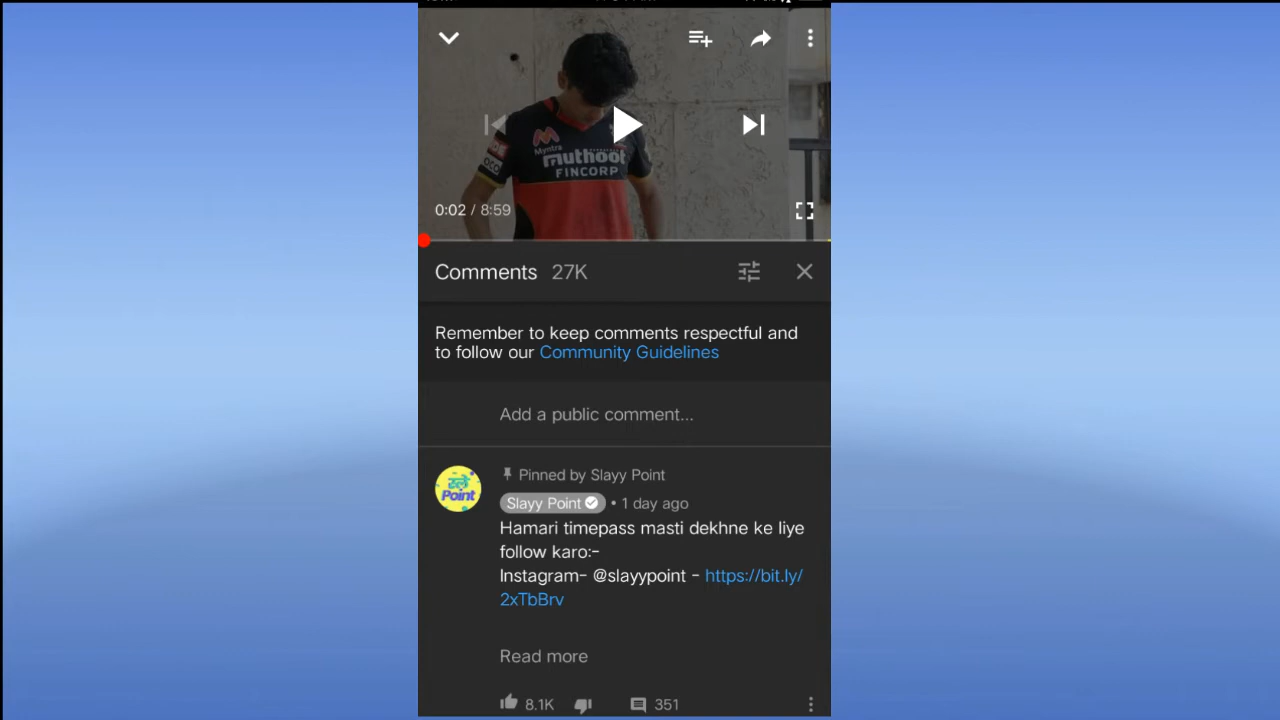 Myntra
muthoot
FINCORP
0:02 / 8:59
Comments 27K
Remember to keep comments respectful and
to follow our Community Guidelines
Add a public comment...
Pinned by Slayy Point
स्ले
Point
Slayy Point • 1 day ago
Hamari timepass masti dekhne ke liye
follow karo:-
Instagram- @slayypoint - https://bit.ly/
2xTbBrv
Read more
8.1K 351